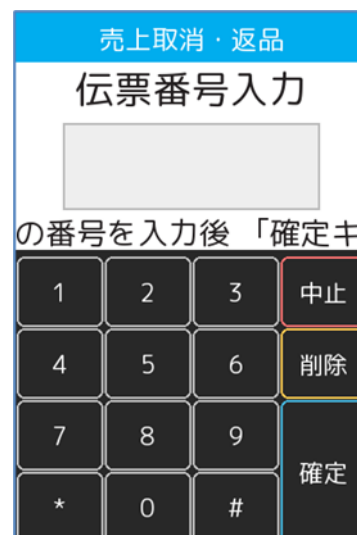 売上取消・返品
伝票番号入力
の番号を入力後 「確定キ
1 2 3 中止
4 5 6 削除
7 8 9
確定
* 0 #